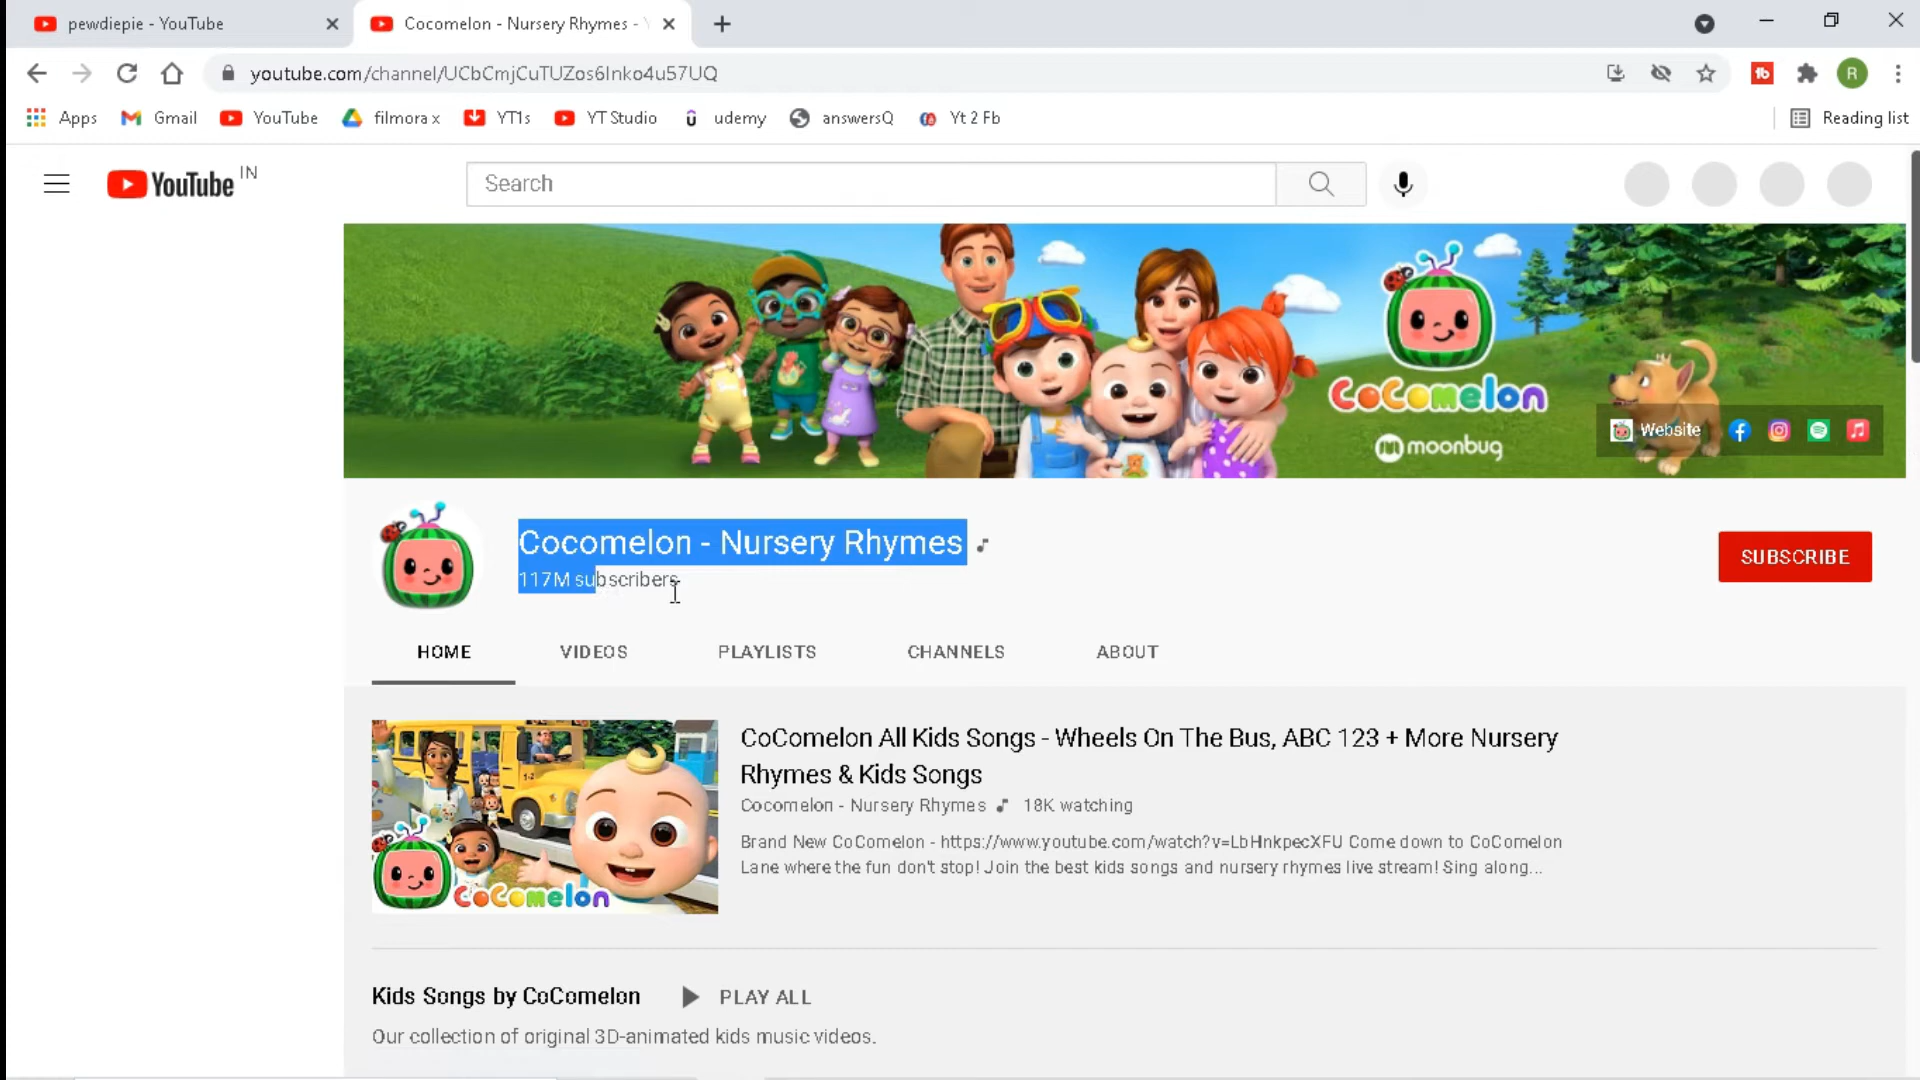 pewdiepie - YouTube
Cocomelon - Nursery Rhymes -
youtube.com/channel/UCbCmjCuTUZos6Inko4u57UQ
R
Apps Gmail YouTube filmora x YT1s YT Studio udemy answersQ Yt 2 Fb Reading list
YouTube IN
Search
CoComelon
moonbug
Website
Cocomelon - Nursery Rhymes
117M subscribers
SUBSCRIBE
HOME VIDEOS PLAYLISTS CHANNELS ABOUT
CoComelon All Kids Songs - Wheels On The Bus, ABC 123 + More Nursery
Rhymes & Kids Songs
Cocomelon - Nursery Rhymes 18K watching
Brand New CoComelon - https://www.youtube.com/watch?v=LbHnkpecXFU Come down to CoComelon
Lane where the fun don't stop! Join the best kids songs and nursery rhymes live stream! Sing along...
CoComelon
Kids Songs by CoComelon PLAY ALL
Our collection of original 3D-animated kids music videos.